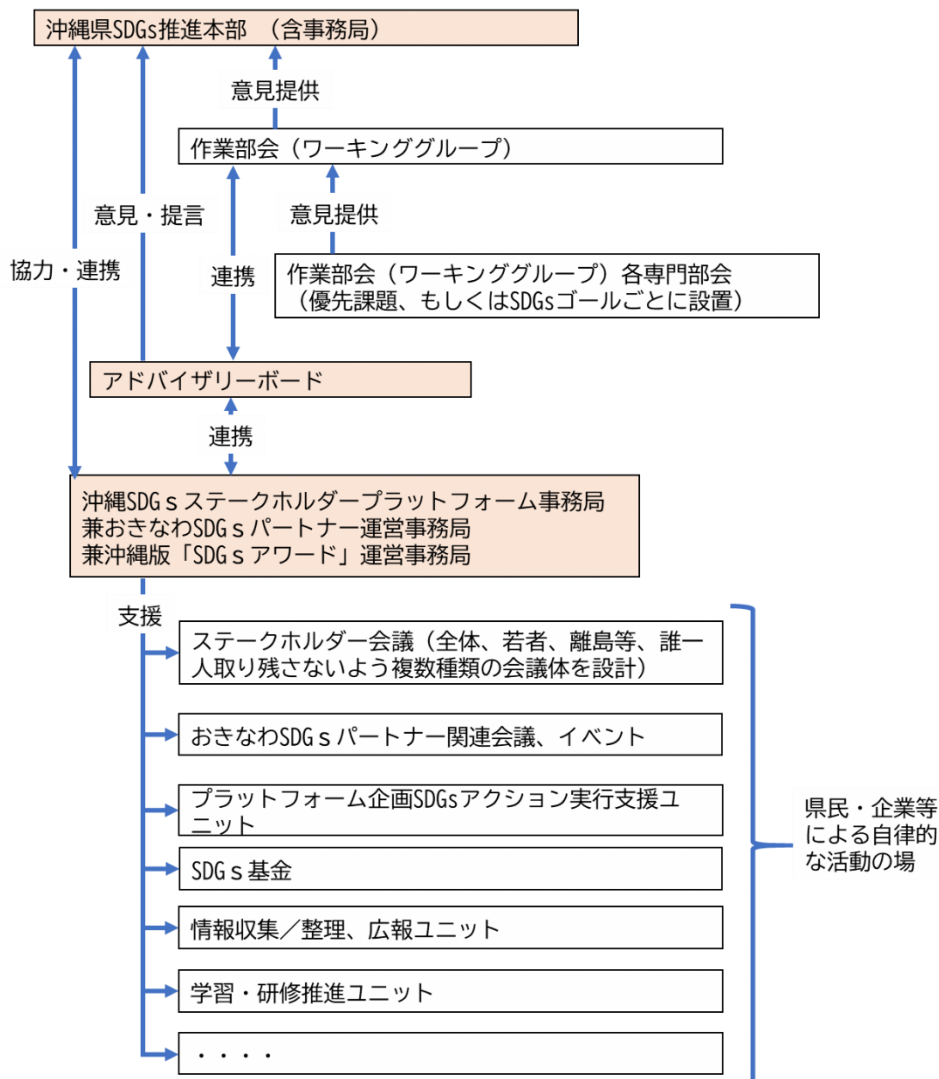 沖縄県SDGs推進本部　（含事務局）
意見提供
作業部会（ワーキンググループ）
意見・提言
意見提供
協力・連携
連携
作業部会（ワーキンググループ）各専門部会
（優先課題、もしくはSDGsゴールごとに設置）
アドバイザリーボード
連携
沖縄SDGｓステークホルダープラットフォーム事務局
兼おきなわSDGｓパートナー運営事務局
兼沖縄版「SDGｓアワード」運営事務局
支援
ステークホルダー会議（全体、若者、離島等、誰一
人取り残さないよう複数種類の会議体を設計）
おきなわSDGｓパートナー関連会議、イベント
プラットフォーム企画SDGsアクション実行支援ユ
ニット
SDGｓ基金
情報収集／整理、広報ユニット
学習・研修推進ユニット
・・・・
県民・企業等
による自律的
な活動の場